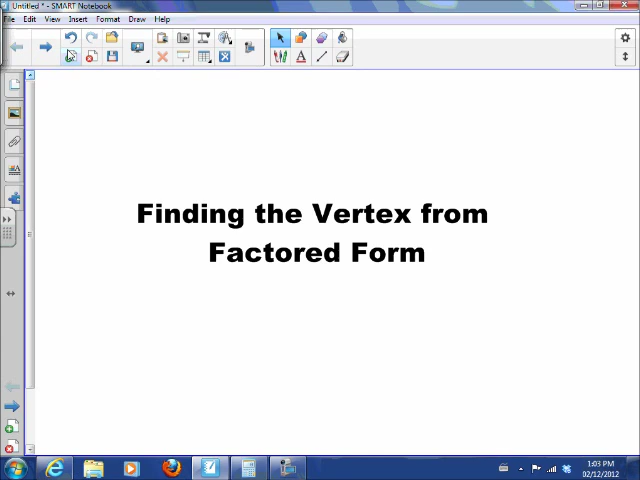 Untitled * - SMART Notebook
File Edit View Insert Format Draw Help
Finding the Vertex from
Factored Form
1:03 PM
02/12/2012